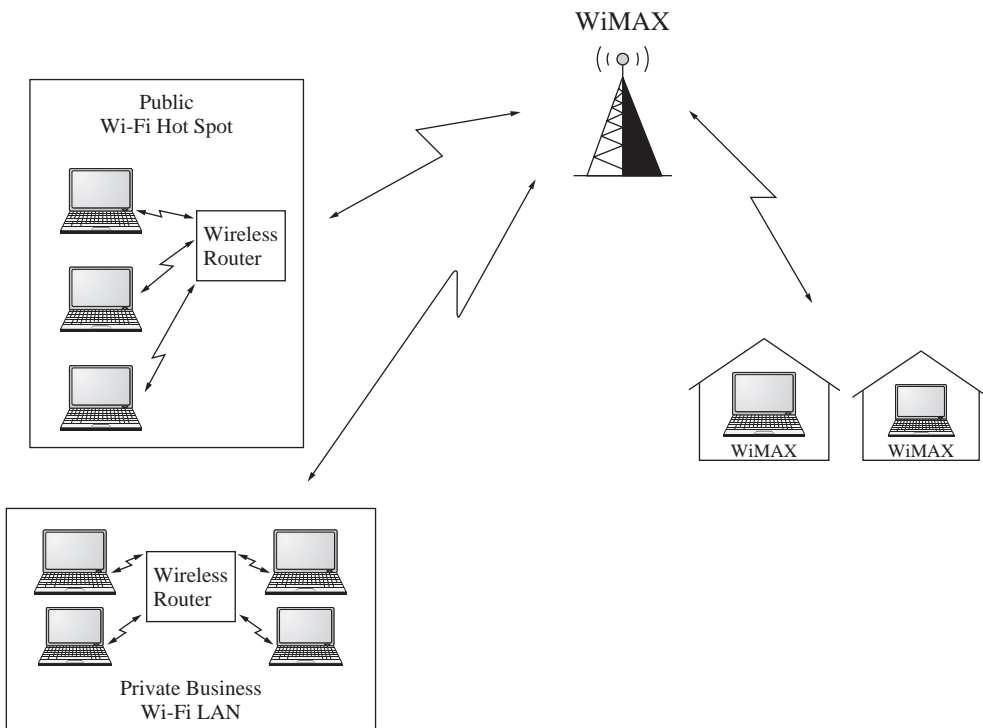 WiMAX
Public
Wi-Fi Hot Spot
Wireless
Router
WiMAX
WiMAX
Wireless
Router
Private Business
Wi-Fi LAN